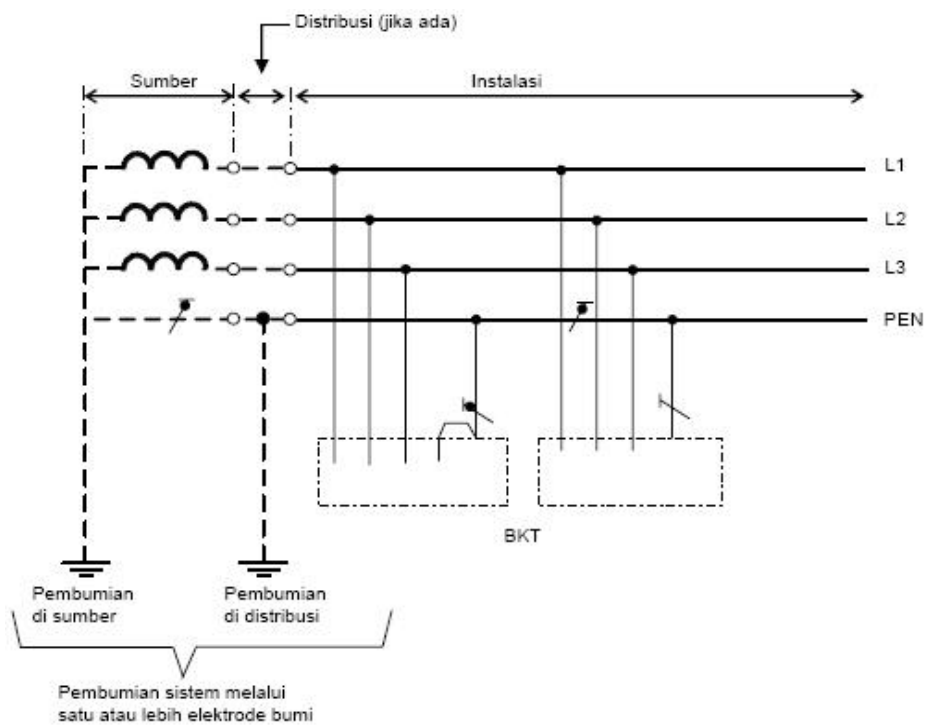 Distribusi (jika ada)
Sumber
Instalasi
L1
L2
L3
PEN
BKT
Pembumian
di sumber
Pembumian
di distribusi
Pembumian sistem melalui
satu atau lebih elektrode bumi